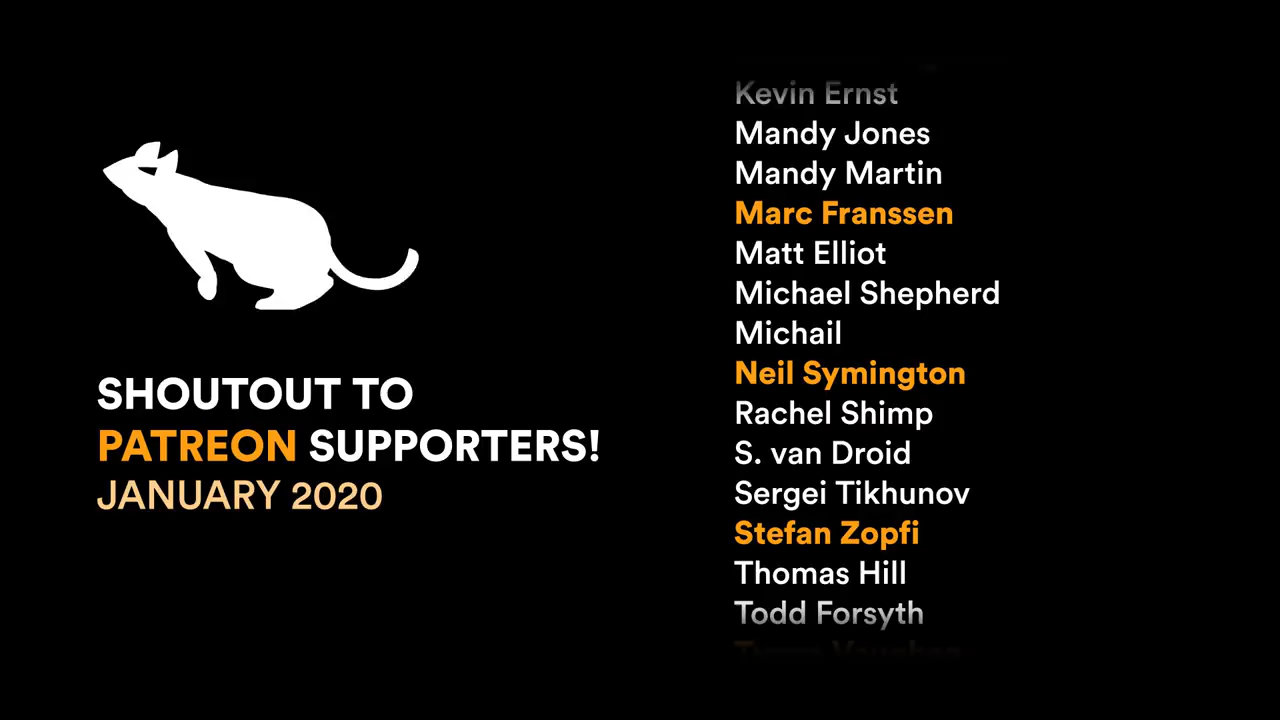 SHOUTOUT TO
PATREON SUPPORTERS!
JANUARY 2020
Kevin Ernst
Mandy Jones
Mandy Martin
Marc Franssen
Matt Elliot
Michael Shepherd
Michail
Neil Symington
Rachel Shimp
S. van Droid
Sergei Tikhunov
Stefan Zopfi
Thomas Hill
Todd Forsyth